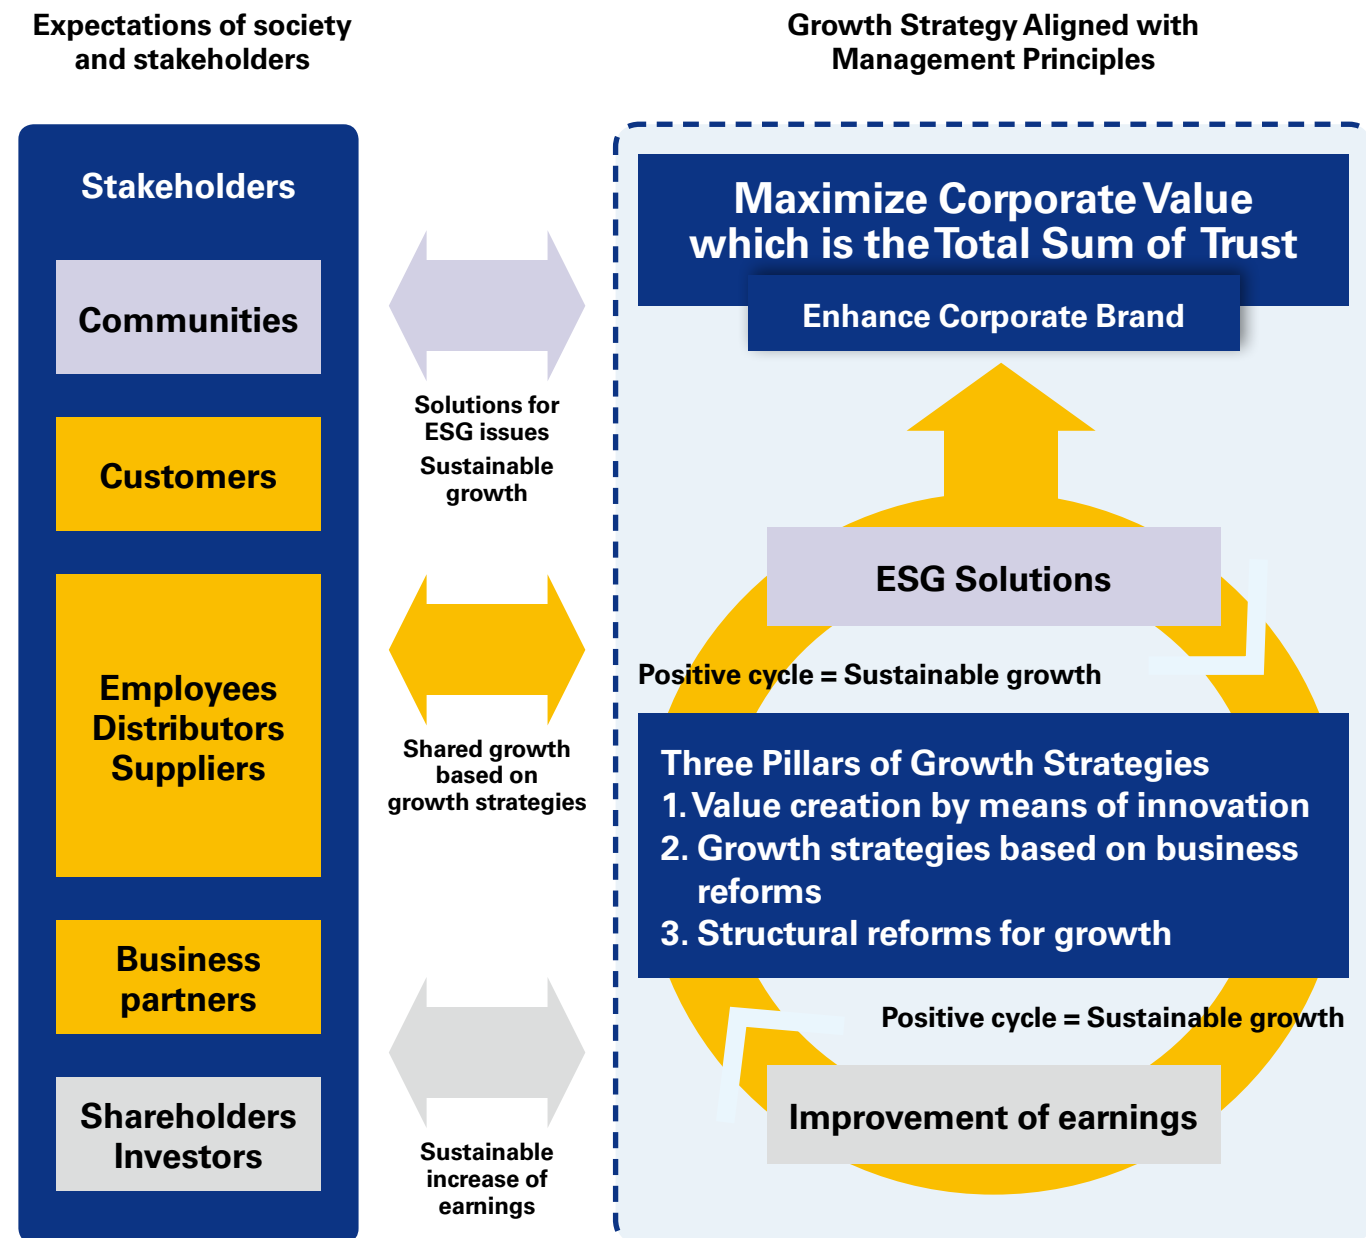 Expectations of society
and stakeholders
Stakeholders
Communities
Customers
Employees
Distributors
Suppliers
Business
partners
Shareholders
Investors
Solutions for
ESG issues
Sustainable
growth
Shared growth
based on
growth strategies
Sustainable
increase of
earnings
Growth Strategy Aligned with
Management Principles
Maximize Corporate Value
which is the Total Sum of Trust
Enhance Corporate Brand
ESG Solutions
Positive cycle = Sustainable growth
Three Pillars of Growth Strategies
1. Value creation by means of innovation
2. Growth strategies based on business
reforms
3. Structural reforms for growth
Positive cycle = Sustainable growth
Improvement of earnings